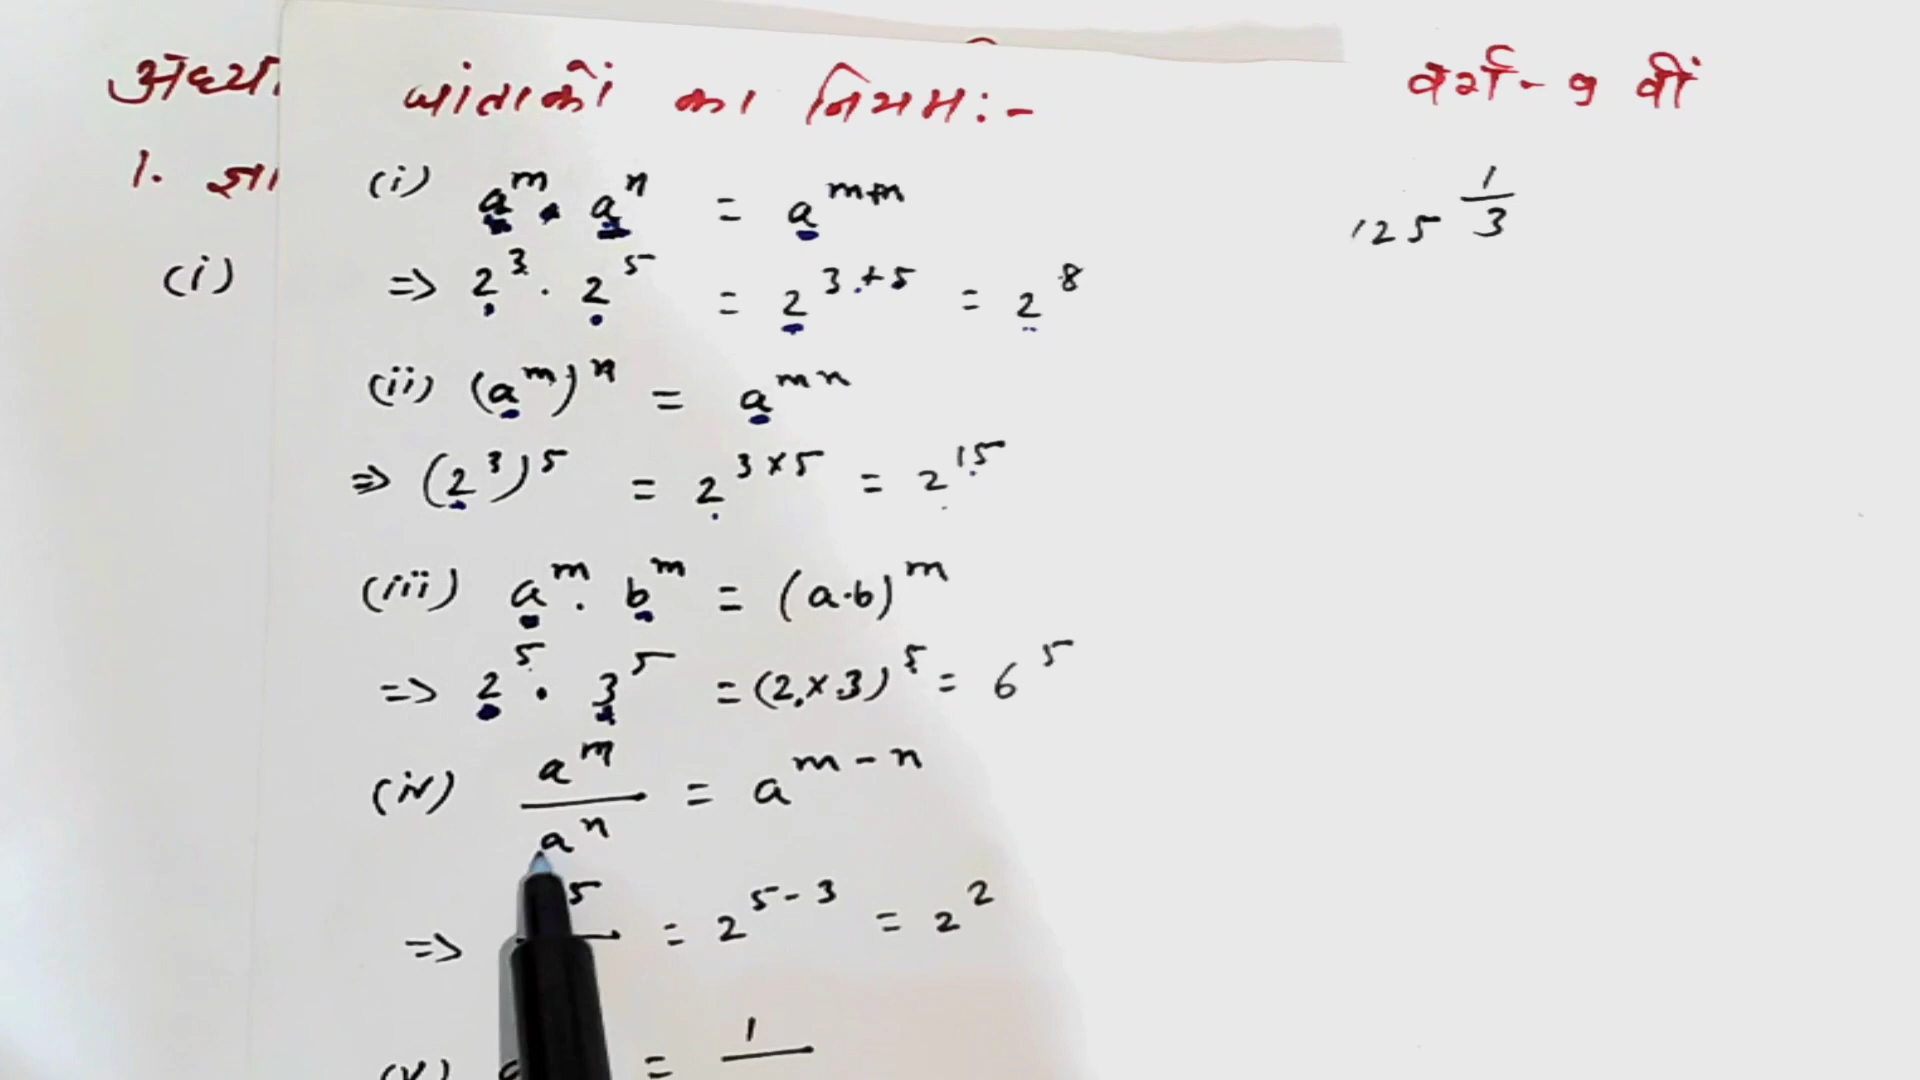 घातांकों का नियम:-
वर्ग- 9 वीं
1. ज्ञा
(i)
125^(1/3)
(i) a^m · a^n = a^(m+n)
=> 2^3 · 2^5 = 2^(3+5) = 2^8
(ii) (a^m)^n = a^(mn)
=> (2^3)^5 = 2^(3×5) = 2^15
(iii) a^m · b^m = (a·b)^m
=> 2^5 · 3^5 = (2×3)^5 = 6^5
(iv) a^m / a^n = a^(m-n)
=> 5 = 2^(5-3) = 2^2
(v) = 1